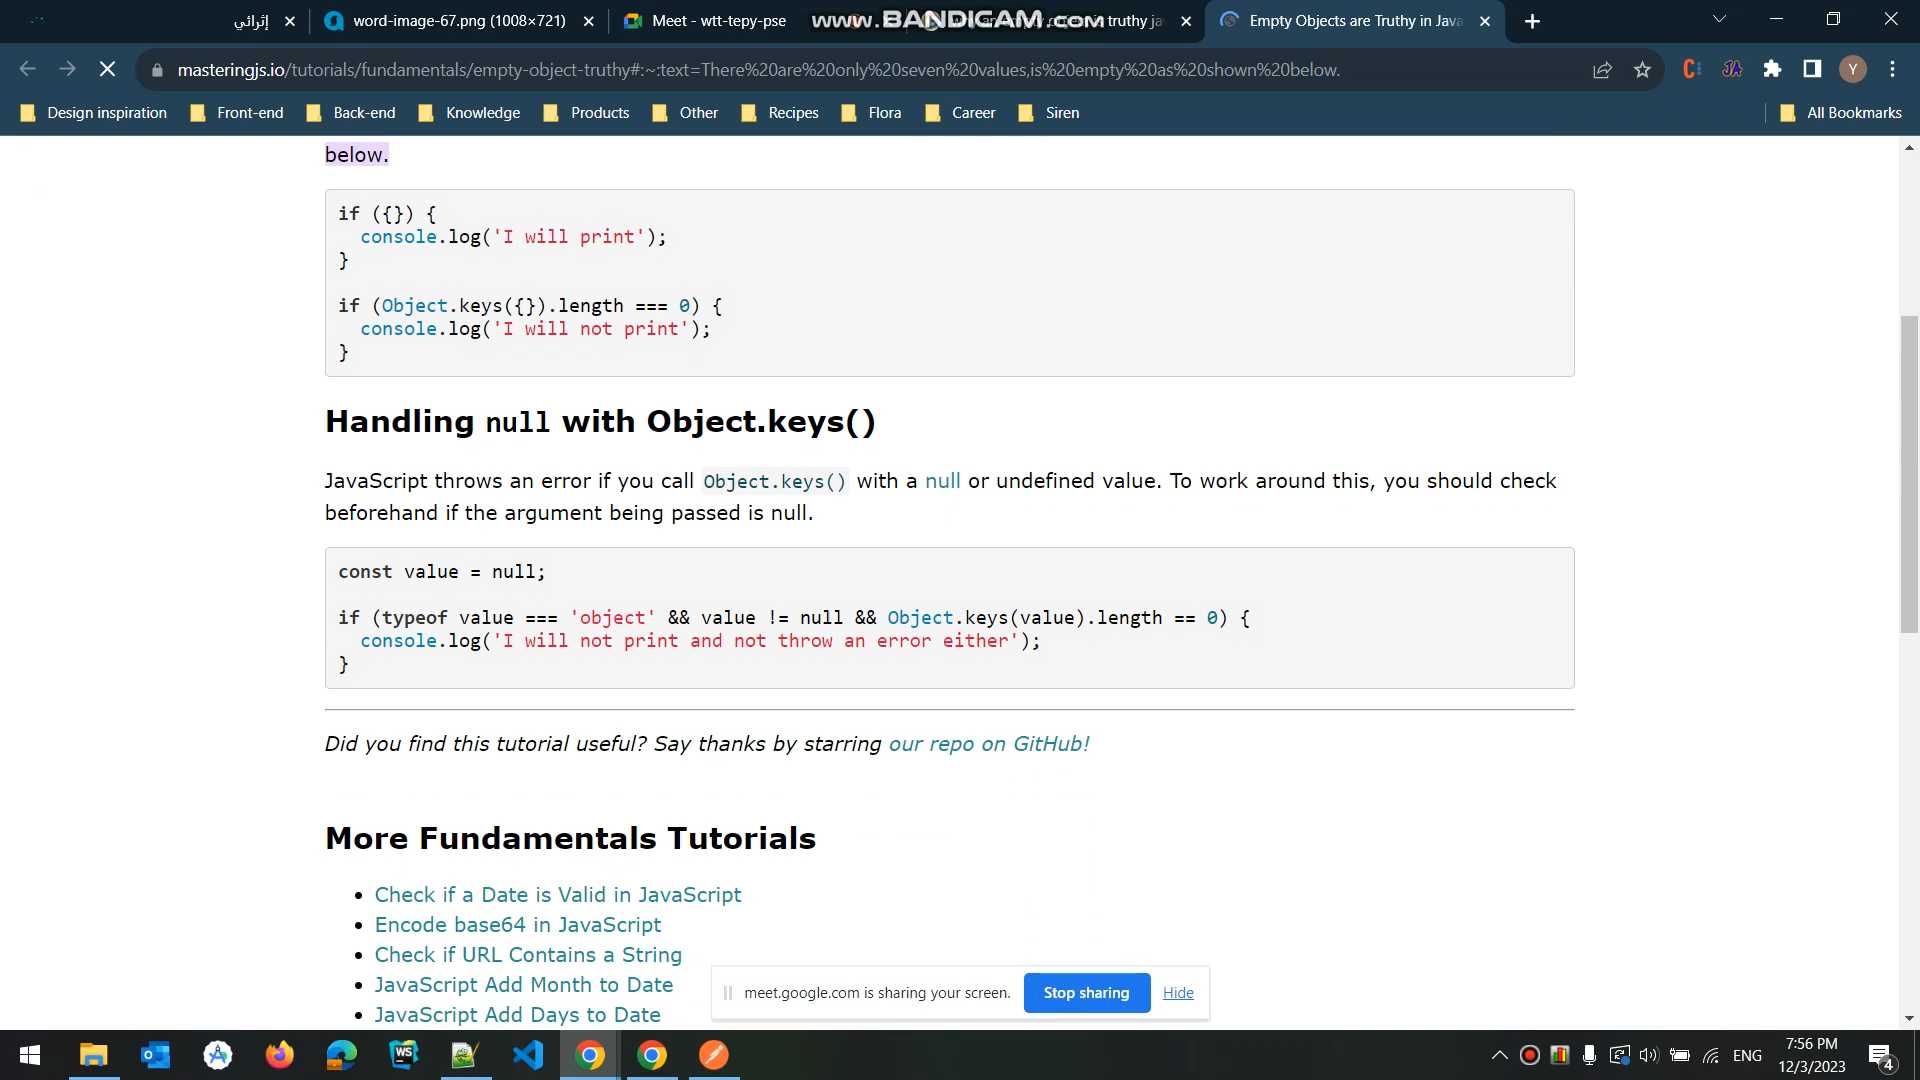 إثرائي
word-image-67.png (1008×721)
Meet - wtt-tepy-pse
www.BANDICAM.com
truthy ja
Empty Objects are Truthy in Java
masteringjs.io/tutorials/fundamentals/empty-object-truthy#:~:text=There%20are%20only%20seven%20values,is%20empty%20as%20shown%20below.
Y
Design inspiration
Front-end
Back-end
Knowledge
Products
Other
Recipes
Flora
Career
Siren
All Bookmarks
below.
if ({}) {
console.log('I will print');
}
if (Object.keys({}).length === 0) {
console.log('I will not print');
}
Handling null with Object.keys()
JavaScript throws an error if you call Object.keys() with a null or undefined value. To work around this, you should check
beforehand if the argument being passed is null.
const value = null;
if (typeof value === 'object' && value != null && Object.keys(value).length == 0) {
console.log('I will not print and not throw an error either');
}
Did you find this tutorial useful? Say thanks by starring our repo on GitHub!
More Fundamentals Tutorials
Check if a Date is Valid in JavaScript
Encode base64 in JavaScript
Check if URL Contains a String
JavaScript Add Month to Date
JavaScript Add Days to Date
meet.google.com is sharing your screen.
Stop sharing
Hide
ENG
7:56 PM
12/3/2023
4